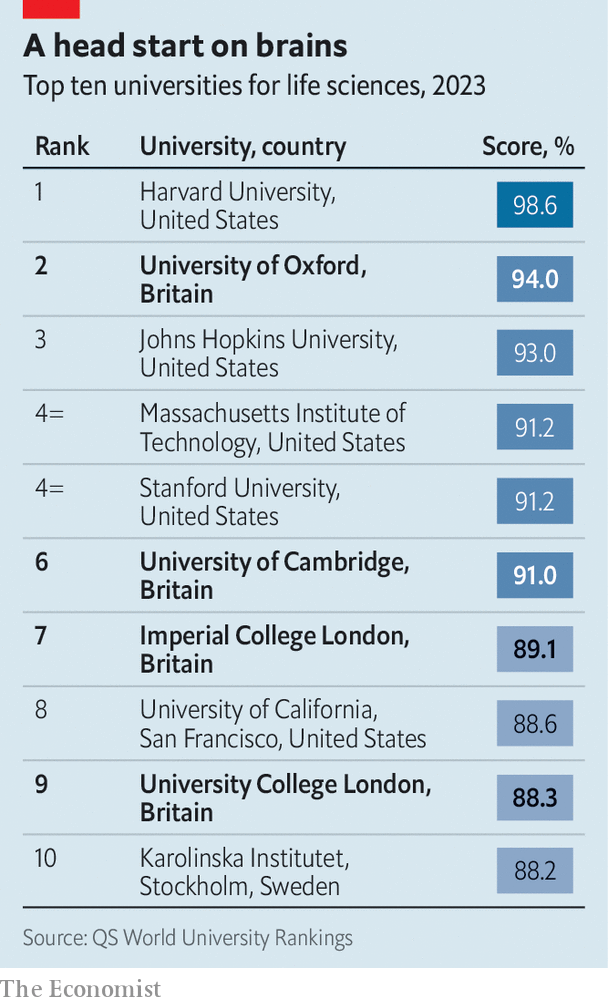 A head start on brains
Top ten universities for life sciences, 2023
Rank University, country Score, %
1 Harvard University, 98.6
United States
2 University of Oxford, 94.0
Britain
3 Johns Hopkins University, 93.0
United States
4= Massachusetts Institute of 91.2
Technology, United States
4= Stanford University, 91.2
United States
6 University of Cambridge, 91.0
Britain
7 Imperial College London, 89.1
Britain
8 University of California, 88.6
San Francisco, United States
9 University College London, 88.3
Britain
10 Karolinska Institutet, 88.2
Stockholm, Sweden
Source: QS World University Rankings
The Economist